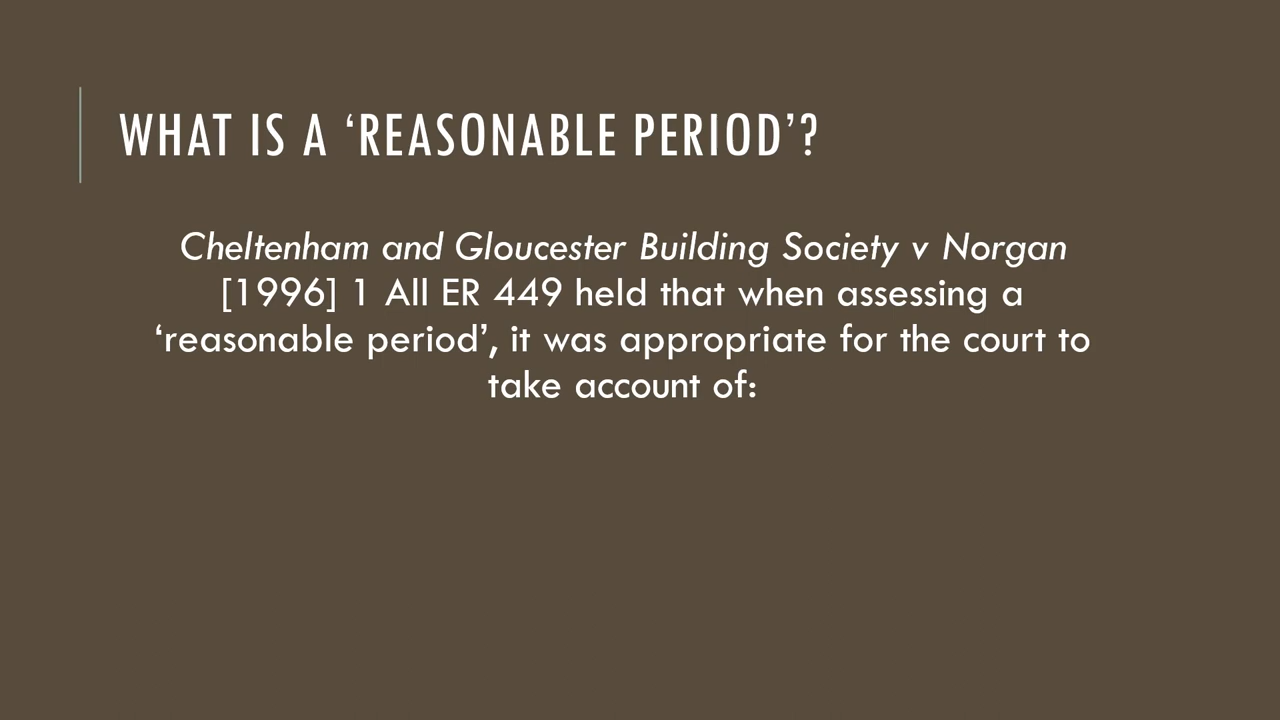 WHAT IS A ‘REASONABLE PERIOD’?
Cheltenham and Gloucester Building Society v Norgan
[1996] 1 All ER 449 held that when assessing a
‘reasonable period’, it was appropriate for the court to
take account of: